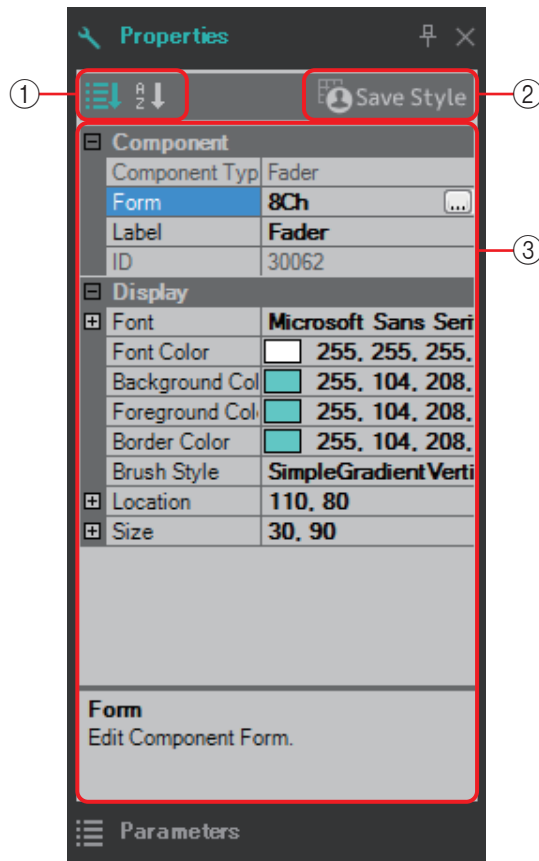 Properties
① A Z Save Style ②
Component
Component Typ Fader
Form 8Ch ...
Label Fader ③
ID 30062
Display
Font Microsoft Sans Seri
Font Color 255, 255, 255,
Background Col 255, 104, 208,
Foreground Col 255, 104, 208,
Border Color 255, 104, 208,
Brush Style SimpleGradientVerti
Location 110, 80
Size 30, 90
Form
Edit Component Form.
Parameters